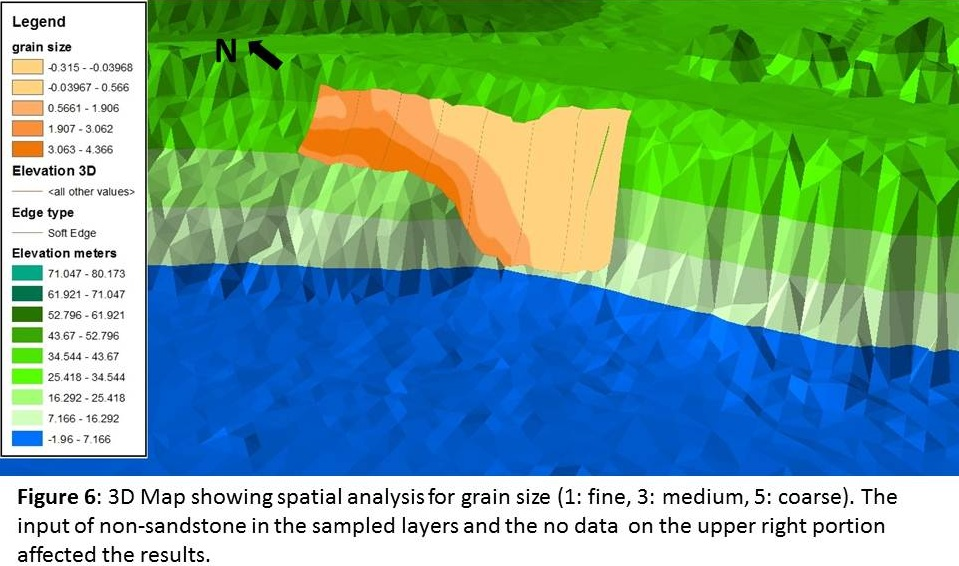 Legend
grain size
-0.315 - -0.03968
-0.03967 - 0.566
0.5661 - 1.906
1.907 - 3.062
3.063 - 4.366
Elevation 3D
<all other values>
Edge type
Soft Edge
Elevation meters
71.047 - 80.173
61.921 - 71.047
52.796 - 61.921
43.67 - 52.796
34.544 - 43.67
25.418 - 34.544
16.292 - 25.418
7.166 - 16.292
-1.96 - 7.166
N
Figure 6: 3D Map showing spatial analysis for grain size (1: fine, 3: medium, 5: coarse). The
input of non-sandstone in the sampled layers and the no data on the upper right portion
affected the results.